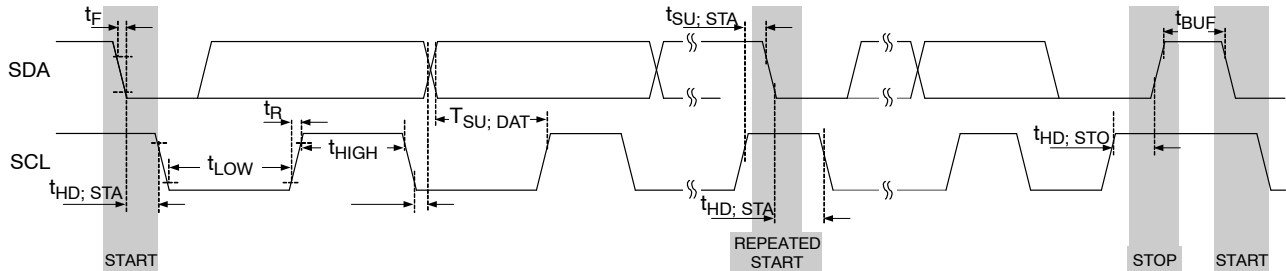 tF
tSU; STA
tBUF
SDA
tR
TSU; DAT
SCL
tLOW
tHIGH
tHD; STO
tHD; STA
tHD; STA
START
REPEATED
START
STOP
START